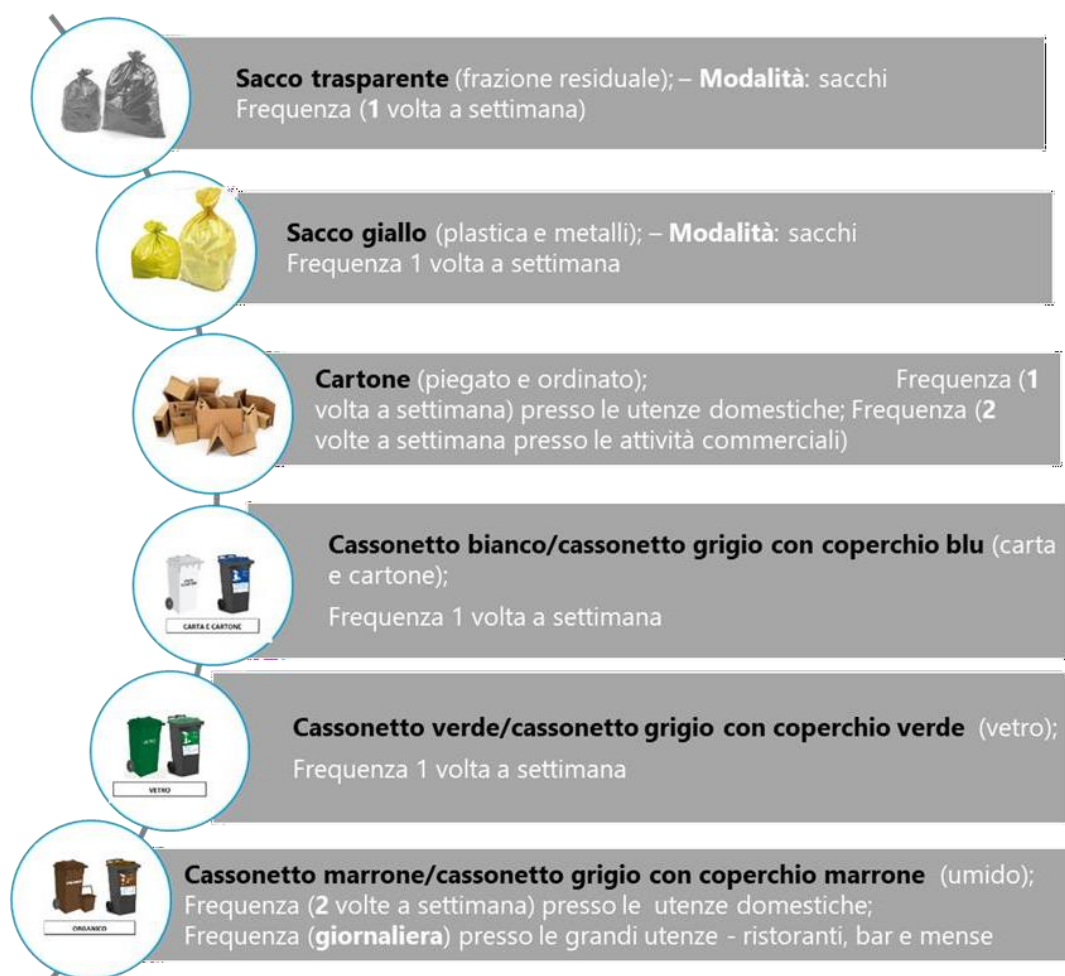 Sacco trasparente (frazione residuale); – Modalità: sacchi
Frequenza (1 volta a settimana)
Sacco giallo (plastica e metalli); – Modalità: sacchi
Frequenza 1 volta a settimana
Cartone (piegato e ordinato); Frequenza (1
volta a settimana) presso le utenze domestiche; Frequenza (2
volte a settimana presso le attività commerciali)
Cassonetto bianco/cassonetto grigio con coperchio blu (carta
e cartone);
Frequenza 1 volta a settimana
CARTA E CARTONE
Cassonetto verde/cassonetto grigio con coperchio verde (vetro);
Frequenza 1 volta a settimana
VETRO
Cassonetto marrone/cassonetto grigio con coperchio marrone (umido);
Frequenza (2 volte a settimana) presso le utenze domestiche;
Frequenza (giornaliera) presso le grandi utenze - ristoranti, bar e mense
ORGANICO